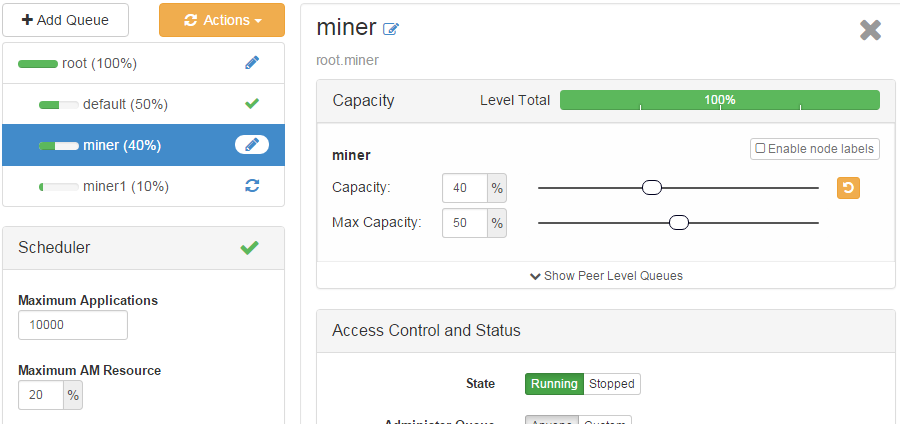 + Add Queue
Actions
root (100%)
default (50%)
miner (40%)
miner1 (10%)
Scheduler
Maximum Applications
10000
Maximum AM Resource
20 %
miner
root.miner
Capacity
Level Total
100%
miner
Enable node labels
Capacity: 40 %
Max Capacity: 50 %
Show Peer Level Queues
Access Control and Status
State Running Stopped
Administer Queue Anyone Custom